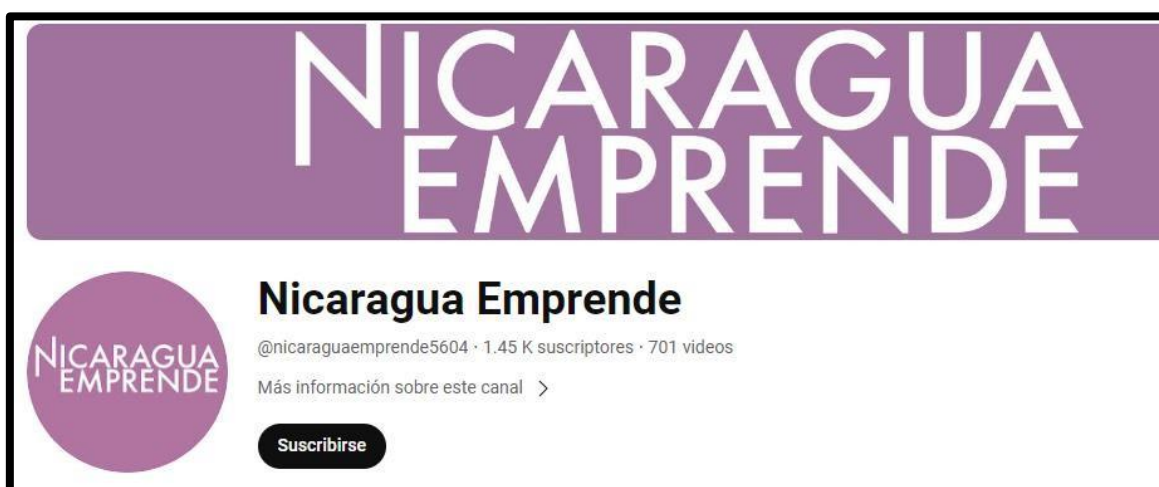 NICARAGUA
EMPRENDE
NICARAGUA
EMPRENDE
Nicaragua Emprende
@nicaraguaemprende5604 · 1.45 K suscriptores · 701 videos
Más información sobre este canal
Suscribirse